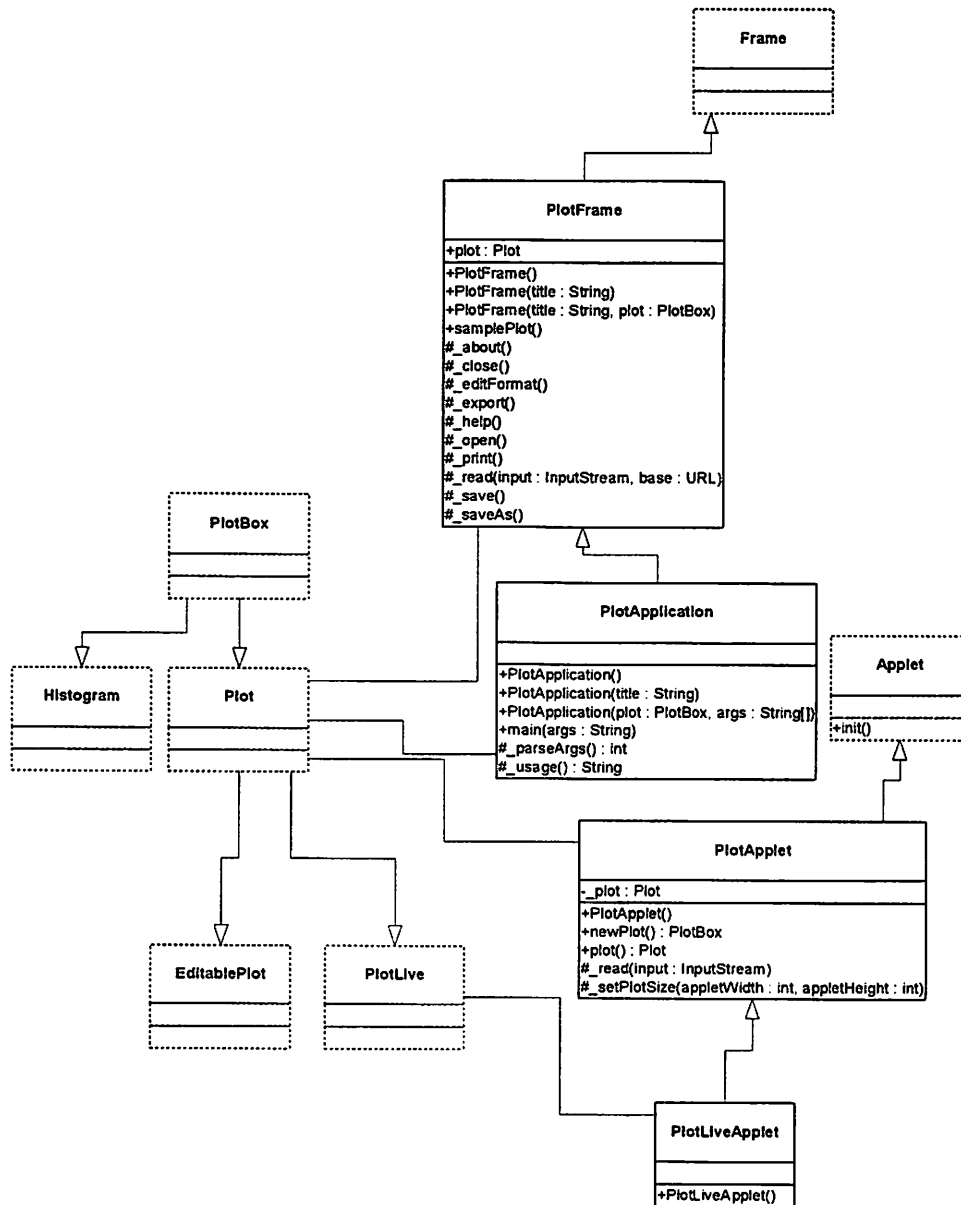 Frame
PlotFrame
+plot : Plot
+PlotFrame()
+PlotFrame(title : String)
+PlotFrame(title : String, plot : PlotBox)
+samplePlot()
#_about()
#_close()
#_editFormat()
#_export()
#_help()
#_open()
#_print()
#_read(input : InputStream, base : URL)
#_save()
#_saveAs()
PlotBox
Histogram
Plot
PlotApplication
+PlotApplication()
+PlotApplication(title : String)
+PlotApplication(plot : PlotBox, args : String[])
+main(args : String)
#_parseArgs() : int
#_usage() : String
Applet
+init()
PlotApplet
-_plot : Plot
+PlotApplet()
+newPlot() : PlotBox
+plot() : Plot
#_read(input : InputStream)
#_setPlotSize(appletWidth : int, appletHeight : int)
EditablePlot
PlotLive
PlotLiveApplet
+PlotLiveApplet()